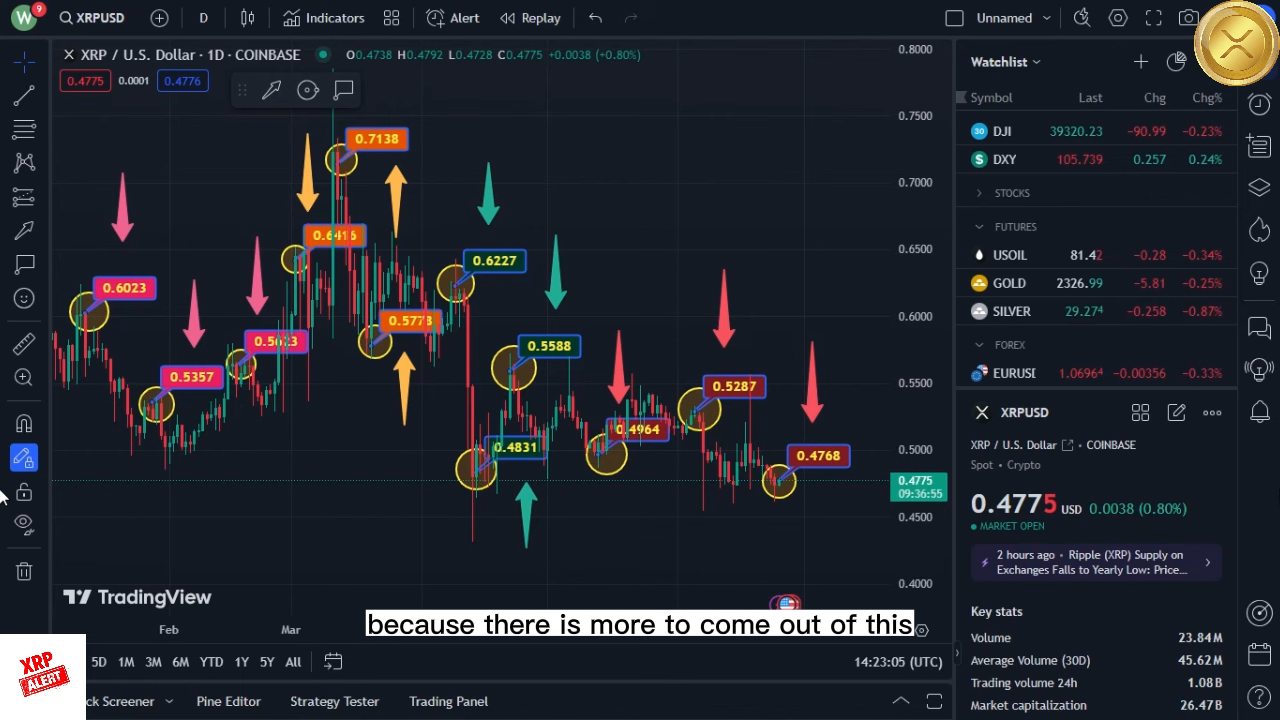 W 9 XRPUSD D Indicators Alert Replay Unnamed
XRP / U.S. Dollar · 1D · COINBASE O0.4738 H0.4792 L0.4728 C0.4775 +0.0038 (+0.80%)
0.4775 0.0001 0.4776
0.8000
0.7500
0.7000
0.6500
0.6000
0.5500
0.5000
0.4775
09:36:55
0.4500
0.4000
0.7138
0.6416
0.6227
0.6023
0.5778
0.5623
0.5588
0.5357
0.5287
0.4964
0.4831
0.4768
TradingView
because there is more to come out of this
Feb Mar
5D 1M 3M 6M YTD 1Y 5Y All 14:23:05 (UTC)
ck Screener Pine Editor Strategy Tester Trading Panel
XRP
ALERT
Watchlist
Symbol Last Chg Chg%
30 DJI 39320.23 −90.99 −0.23%
$ DXY 105.739 0.257 0.24%
STOCKS
FUTURES
USOIL 81.42 −0.28 −0.34%
GOLD 2326.99 −5.81 −0.25%
SILVER 29.274 −0.258 −0.87%
FOREX
EURUSI 1.06964 −0.00356 −0.33%
XRPUSD
XRP / U.S. Dollar COINBASE
Spot • Crypto
0.4775 USD 0.0038 (0.80%)
MARKET OPEN
2 hours ago • Ripple (XRP) Supply on
Exchanges Falls to Yearly Low: Price...
Key stats
Volume 23.84M
Average Volume (30D) 45.62M
Trading volume 24h 1.08B
Market capitalization 26.47B